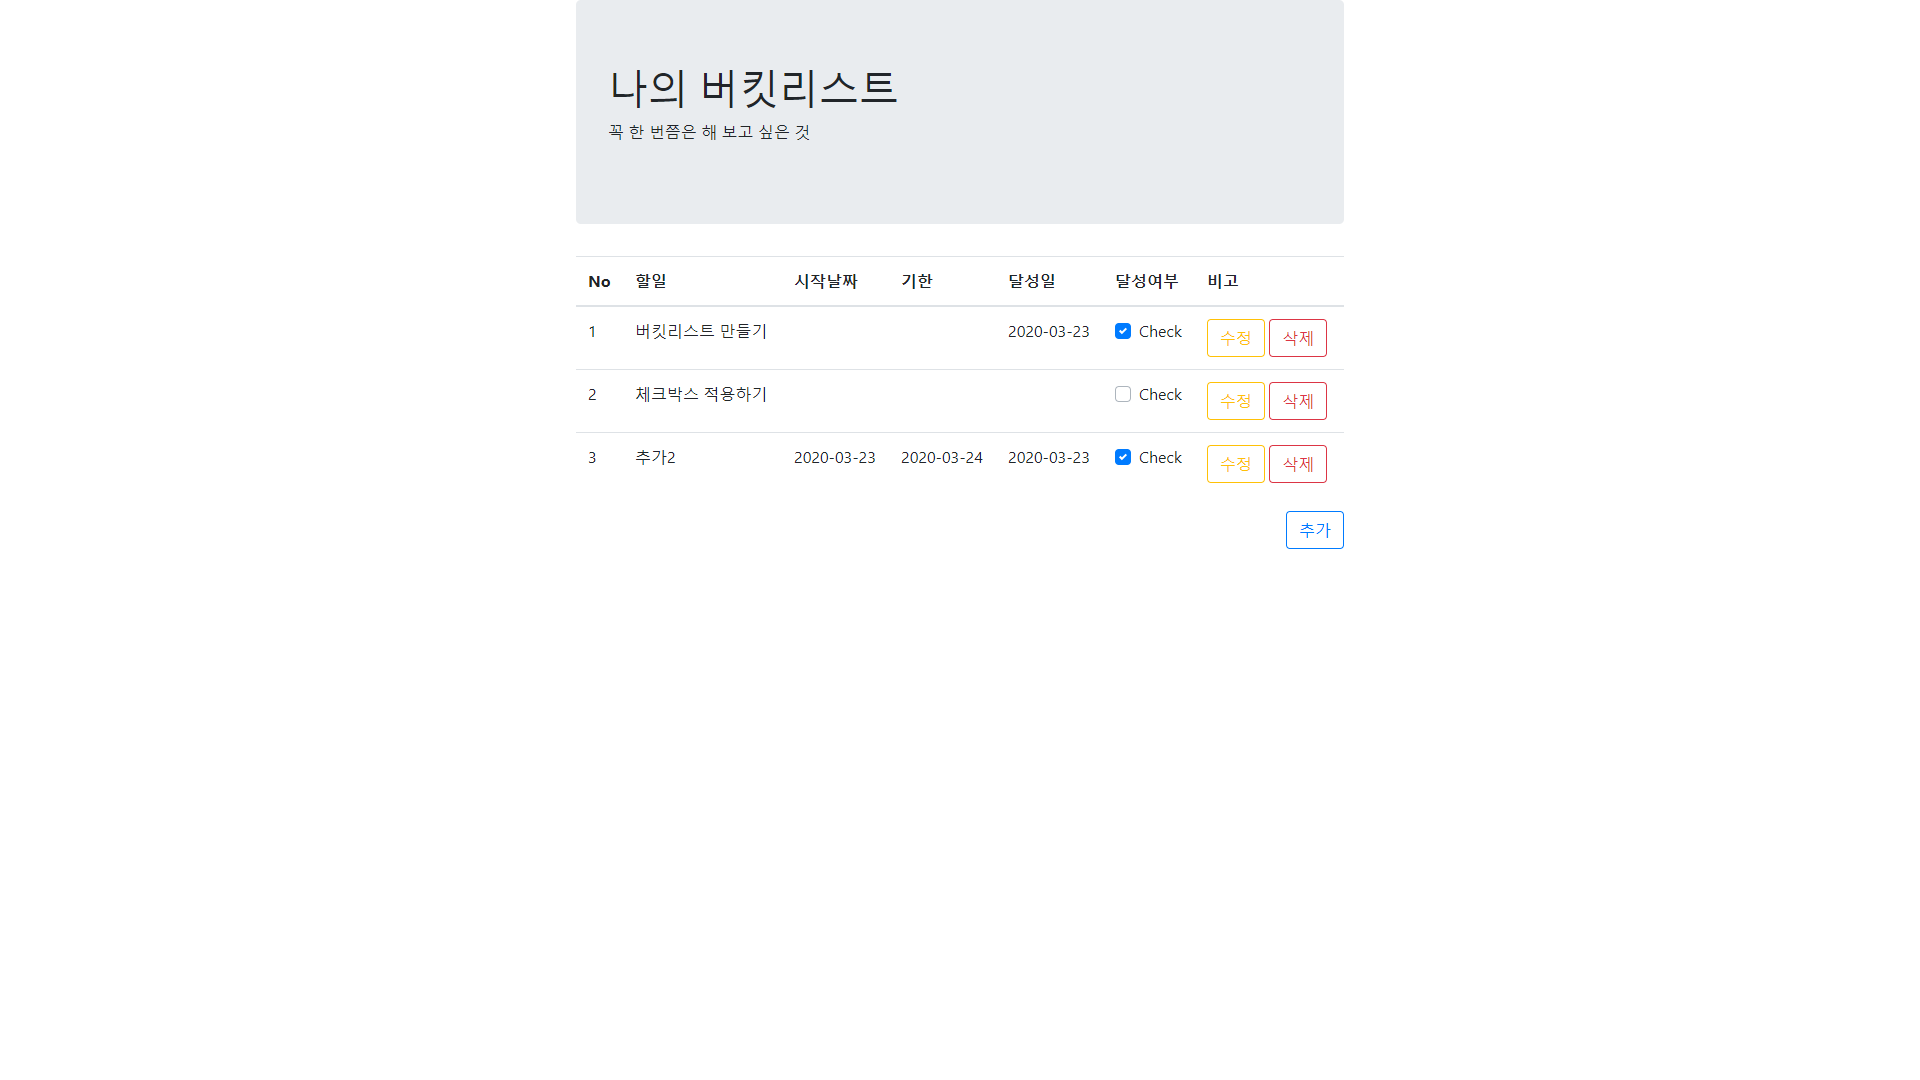 나의 버킷리스트
꼭 한 번쯤은 해 보고 싶은 것
No 할일 시작날짜 기한 달성일 달성여부 비고
1 버킷리스트 만들기 2020-03-23 Check 수정 삭제
2 체크박스 적용하기 Check 수정 삭제
3 추가2 2020-03-23 2020-03-24 2020-03-23 Check 수정 삭제
추가